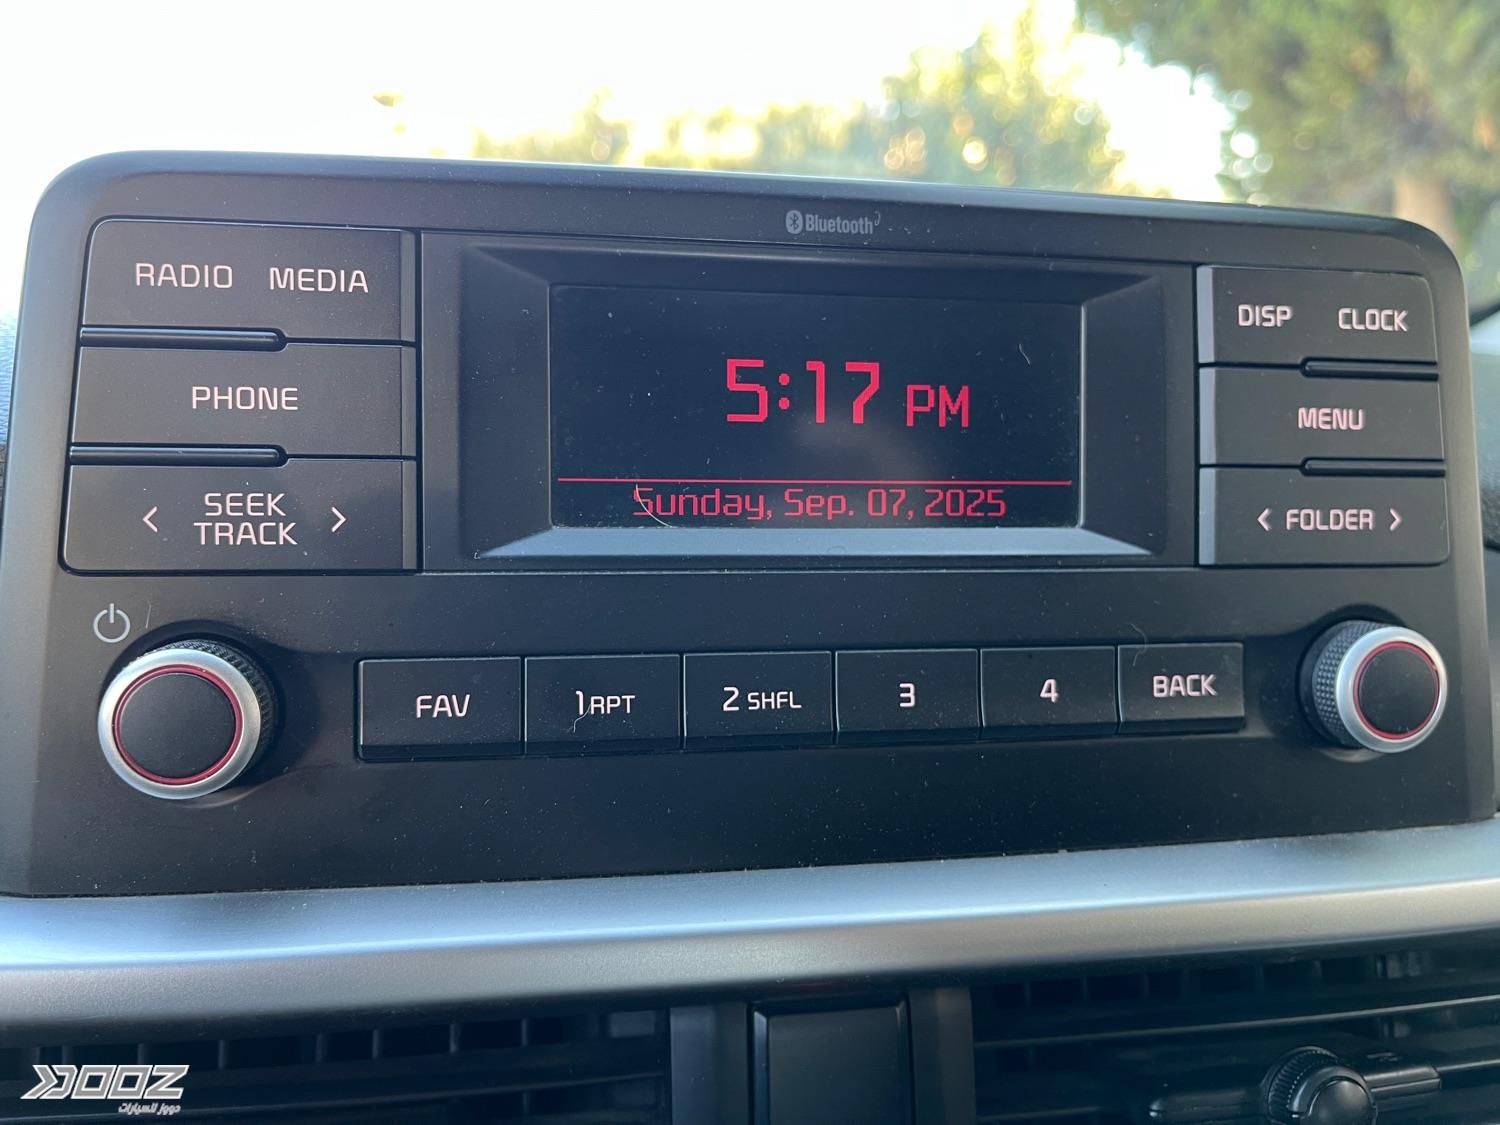 Bluetooth
RADIO MEDIA
PHONE
< SEEK TRACK >
5:17 PM
Sunday, Sep. 07, 2025
DISP CLOCK
MENU
< FOLDER >
FAV
1 RPT
2 SHFL
3
4
BACK
DOOZ
دووز للسيارات